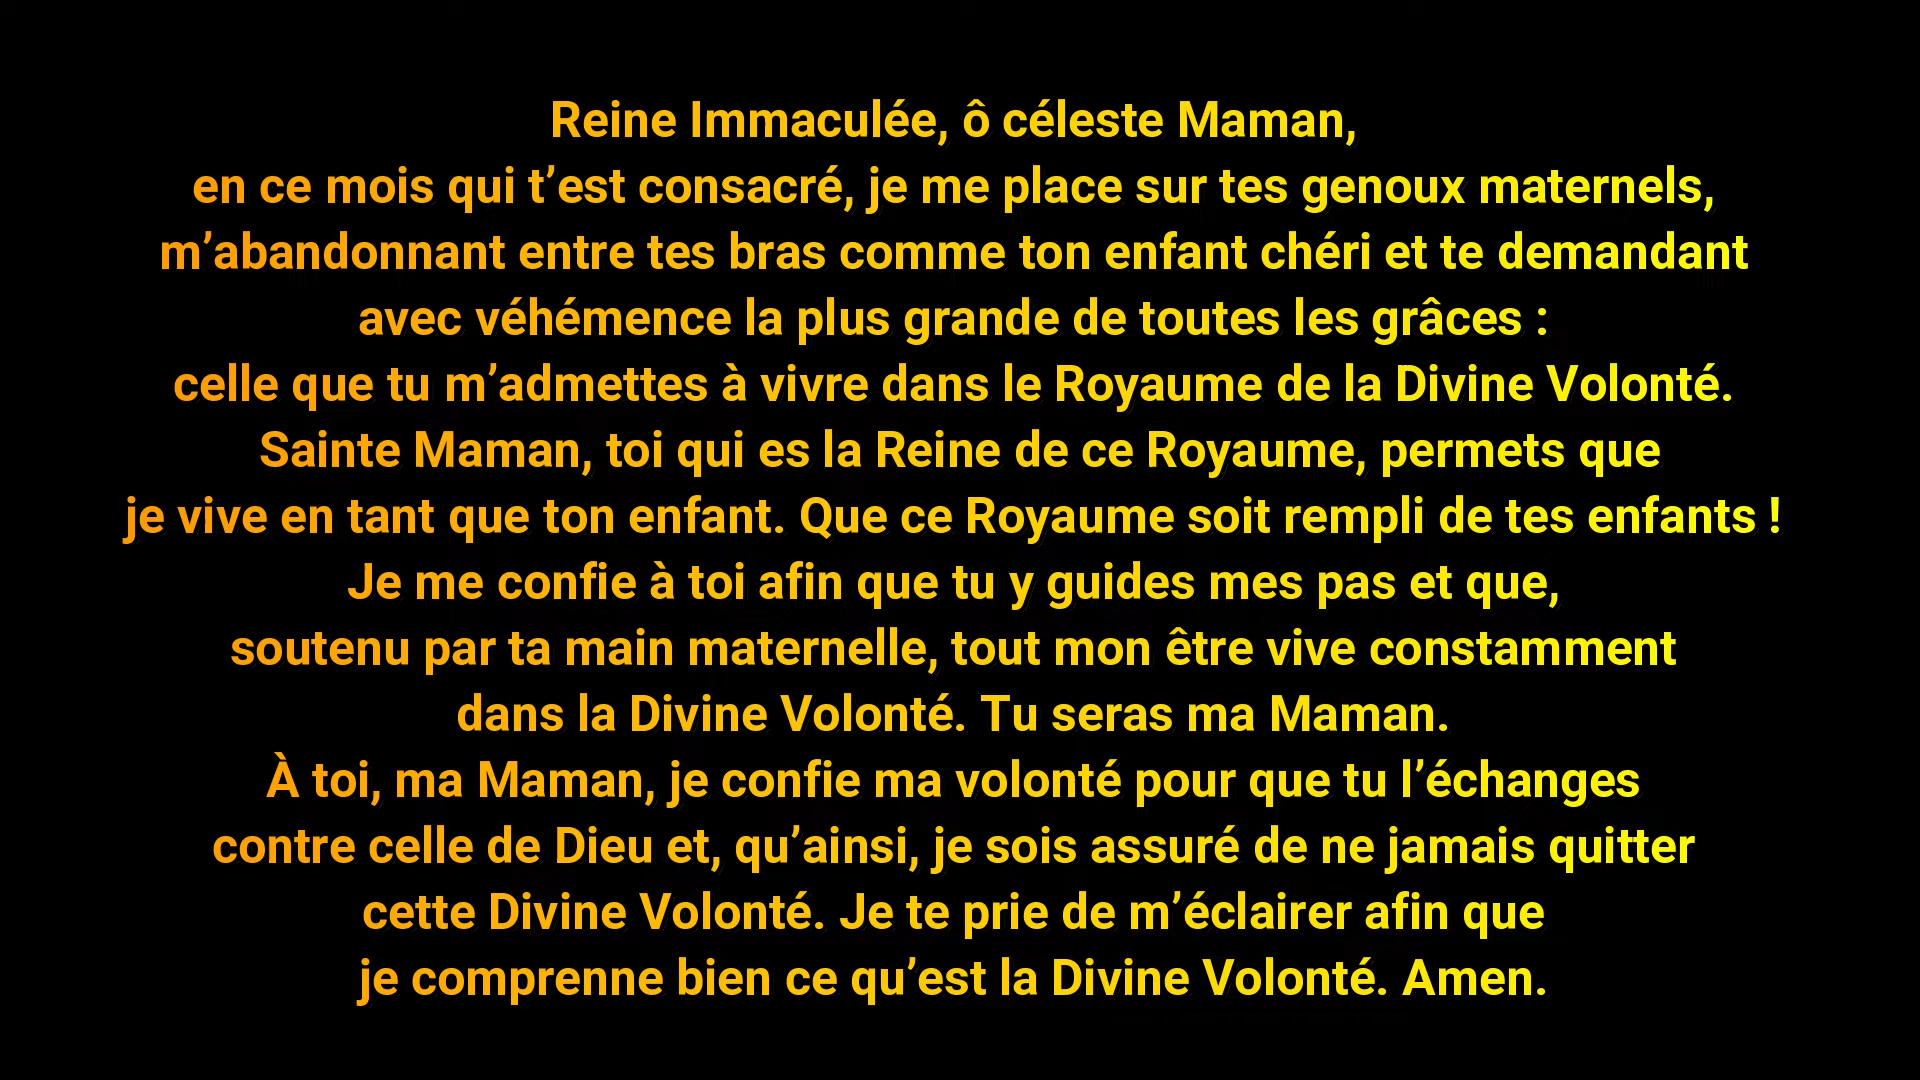 Reine Immaculée, ô céleste Maman,
en ce mois qui t’est consacré, je me place sur tes genoux maternels,
m’abandonnant entre tes bras comme ton enfant chéri et te demandant
avec véhémence la plus grande de toutes les grâces :
celle que tu m’admettes à vivre dans le Royaume de la Divine Volonté.
Sainte Maman, toi qui es la Reine de ce Royaume, permets que
je vive en tant que ton enfant. Que ce Royaume soit rempli de tes enfants !
Je me confie à toi afin que tu y guides mes pas et que,
soutenu par ta main maternelle, tout mon être vive constamment
dans la Divine Volonté. Tu seras ma Maman.
À toi, ma Maman, je confie ma volonté pour que tu l’échanges
contre celle de Dieu et, qu’ainsi, je sois assuré de ne jamais quitter
cette Divine Volonté. Je te prie de m’éclairer afin que
je comprenne bien ce qu’est la Divine Volonté. Amen.